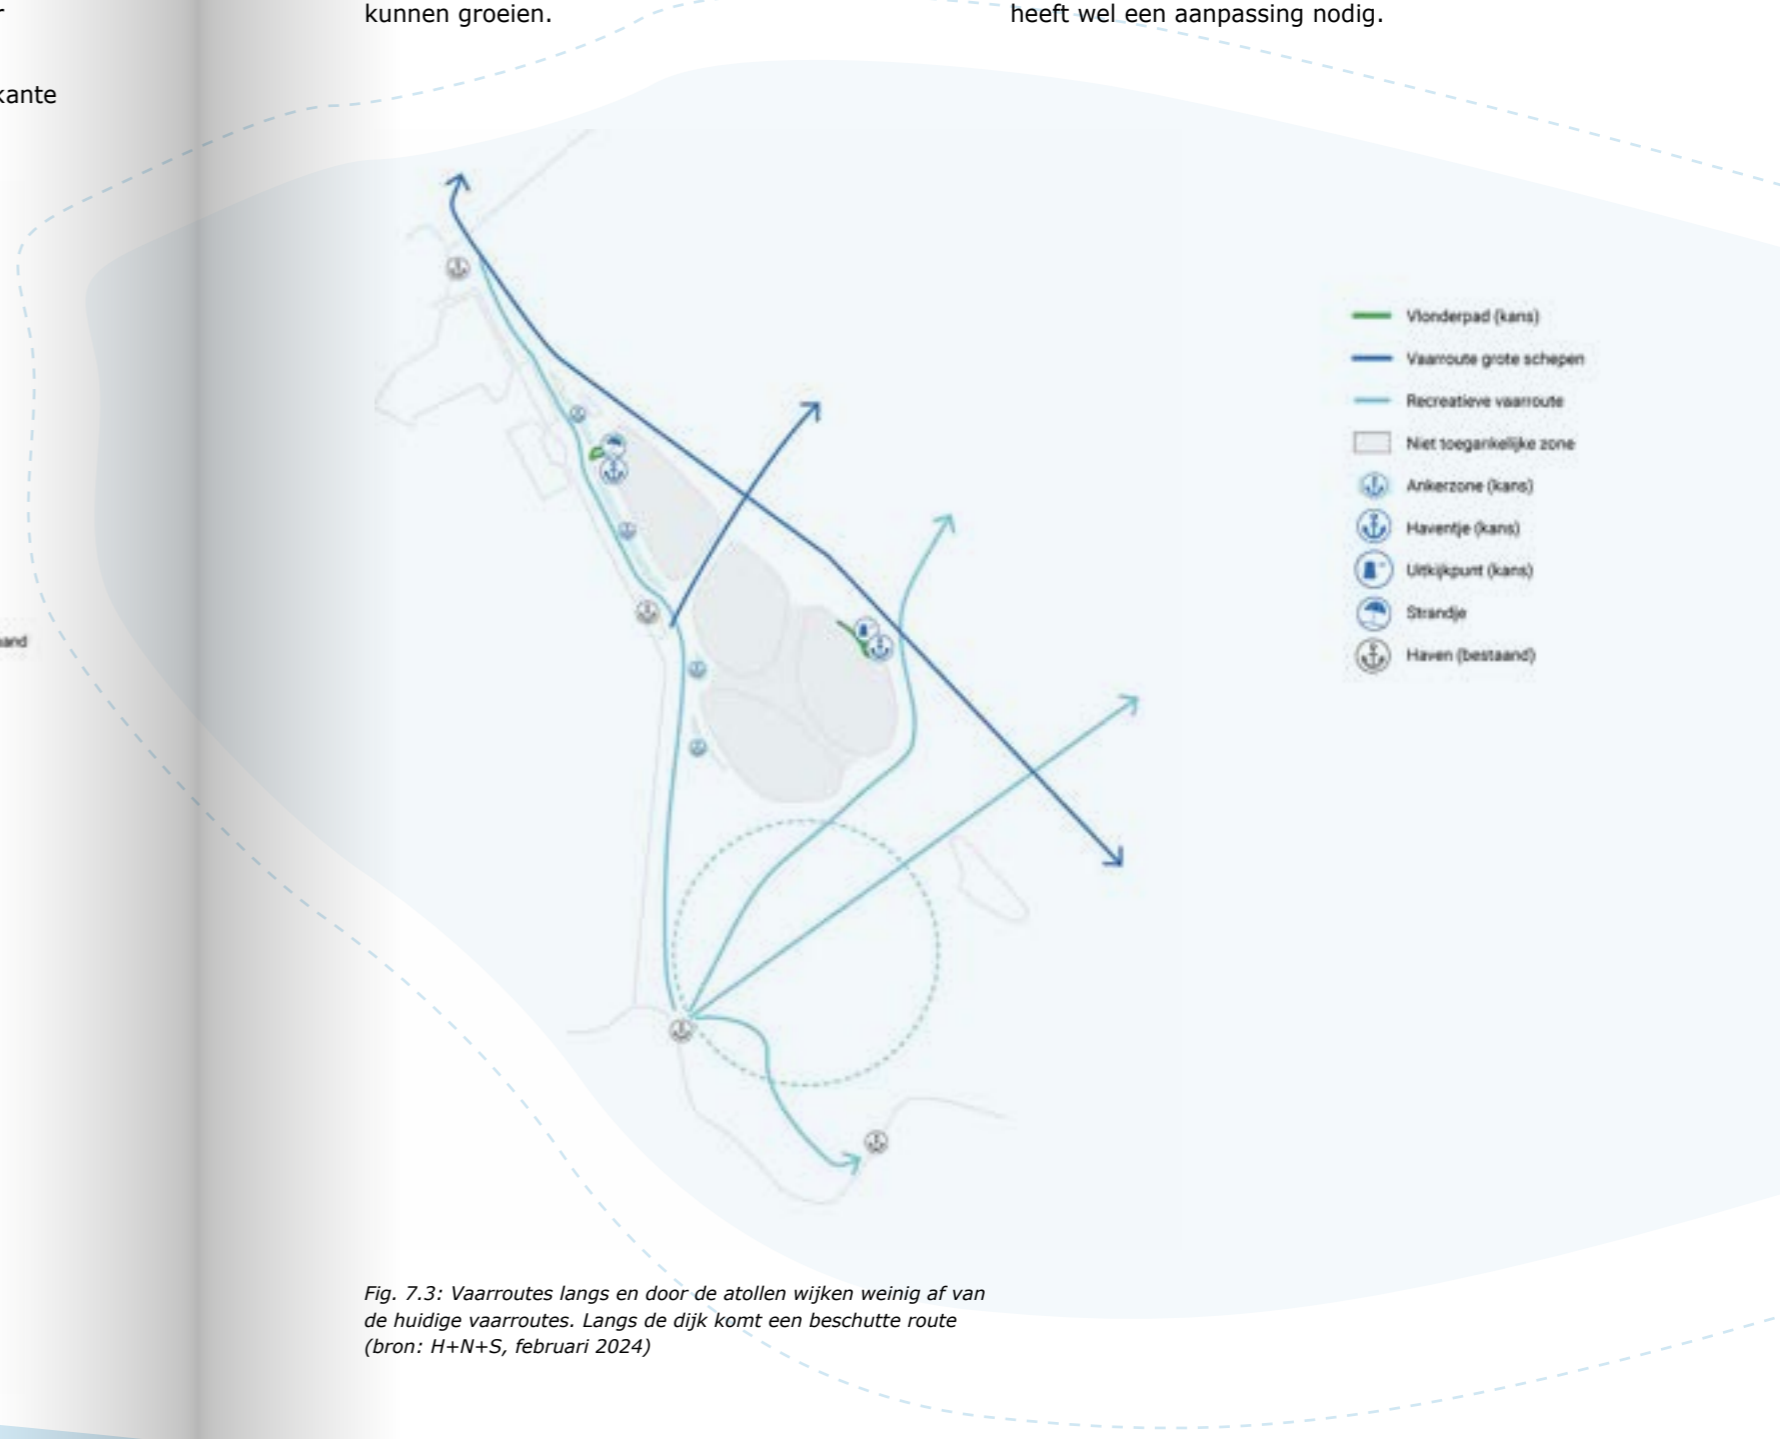 kunnen groeien.
heeft wel een aanpassing nodig.
kante
and
Vlonderpad (kans)
Vaarroute grote schepen
Recreatieve vaarroute
Niet toegankelijke zone
Ankerzone (kans)
Haventje (kans)
Uitkijkpunt (kans)
Strandje
Haven (bestaand)
Fig. 7.3: Vaarroutes langs en door de atollen wijken weinig af van
de huidige vaarroutes. Langs de dijk komt een beschutte route
(bron: H+N+S, februari 2024)